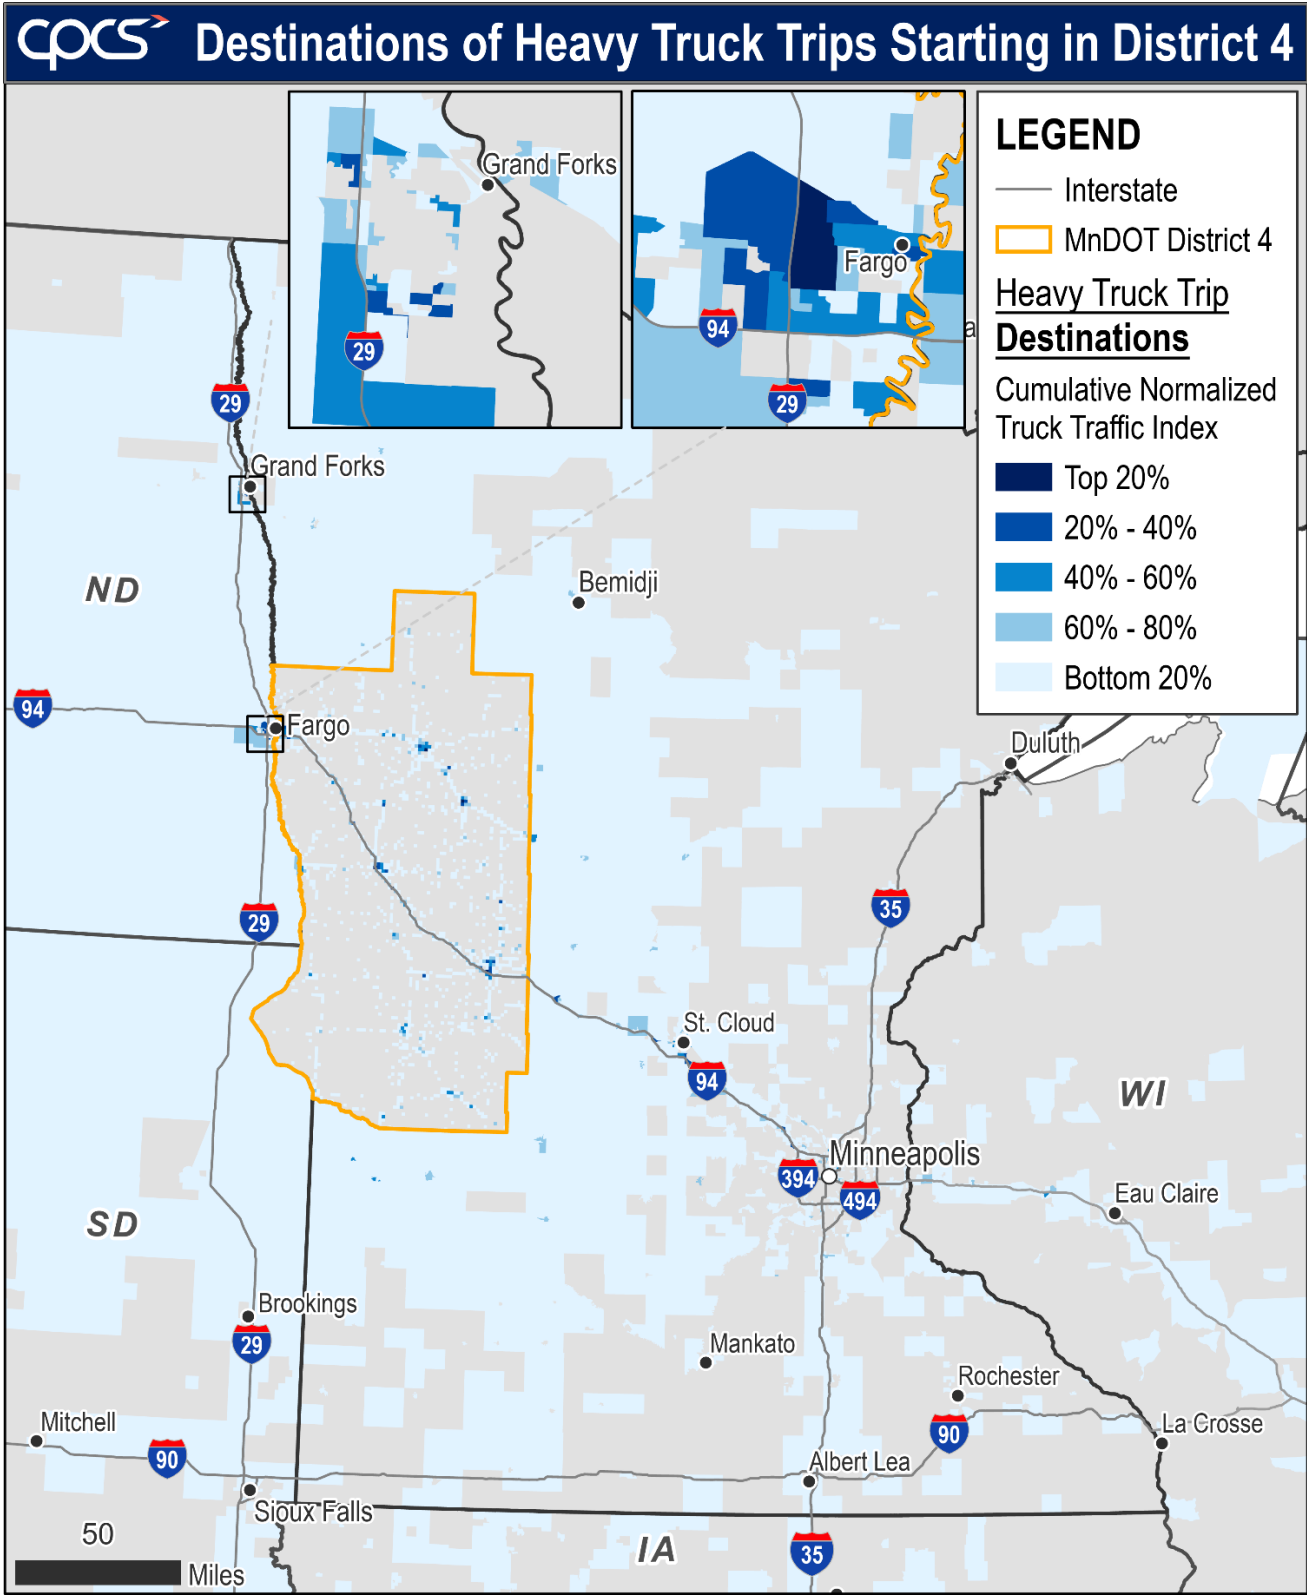 CPCS Destinations of Heavy Truck Trips Starting in District 4
Grand Forks
29
Fargo
94
29
a
LEGEND
Interstate
MnDOT District 4
Heavy Truck Trip
Destinations
Cumulative Normalized
Truck Traffic Index
Top 20%
20% - 40%
40% - 60%
60% - 80%
Bottom 20%
29
Grand Forks
ND
Bemidji
94
Fargo
Duluth
29
35
St. Cloud
94
WI
Minneapolis
394
494
Eau Claire
SD
Brookings
29
Mankato
Rochester
Mitchell
90
La Crosse
90
Albert Lea
Sioux Falls
50
IA
35
Miles